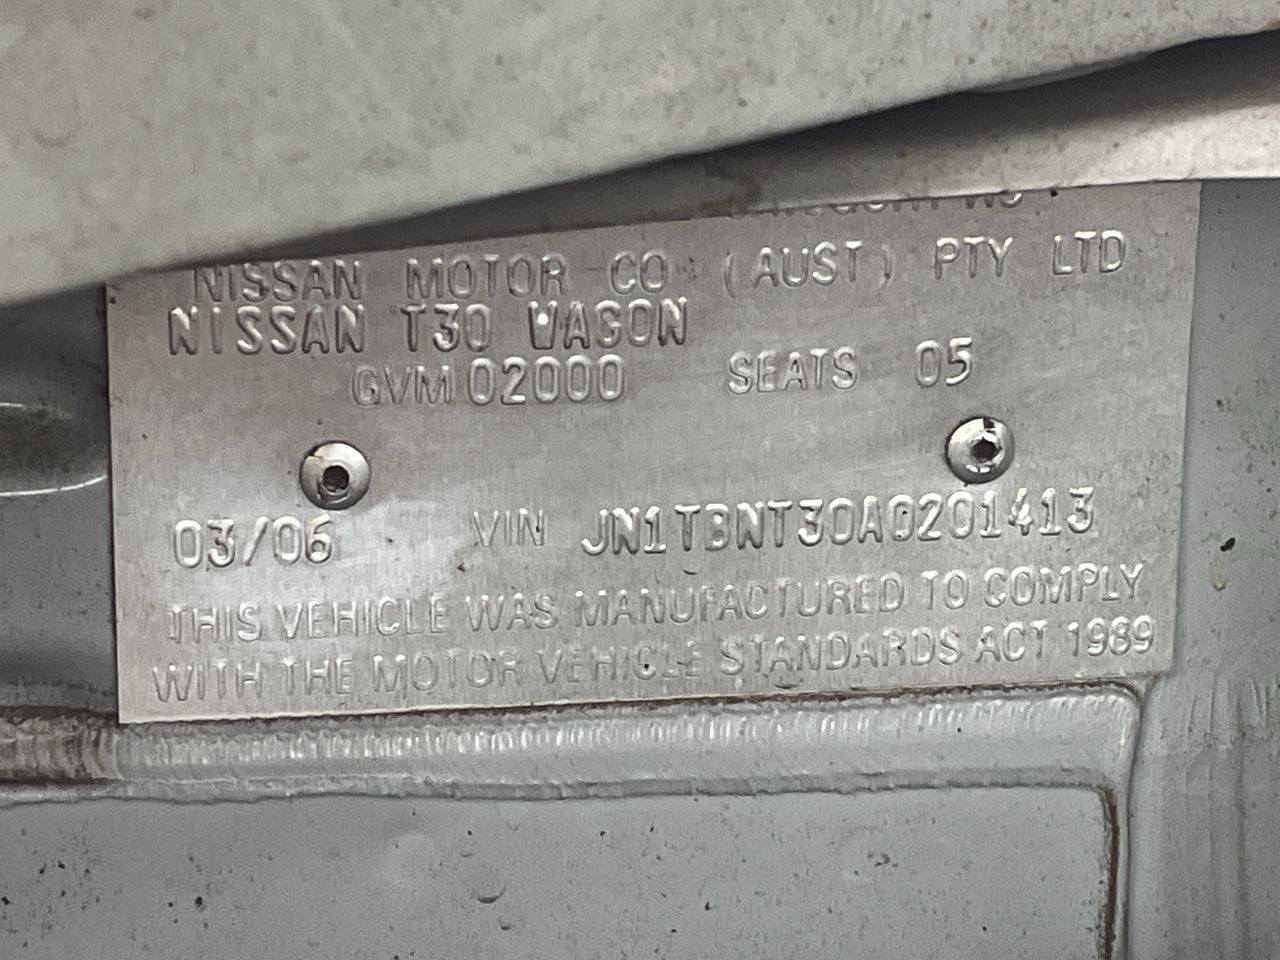 NISSAN MOTOR CO (AUST) PTY LTD
NISSAN T30 WAGON
GVM 02000 SEATS 05
03/06 VIN JN1TBNT30A0201413
THIS VEHICLE WAS MANUFACTURED TO COMPLY
WITH THE MOTOR VEHICLE STANDARDS ACT 1989